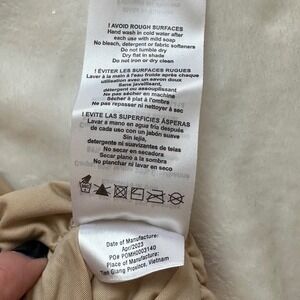 ! AVOID ROUGH SURFACES
Hand wash in cold water after
each use with mild soap
No bleach, detergent or fabric softeners
Do not tumble dry
Dry flat in shade
Do not iron or dry clean
! ÉVITER LES SURFACES RUGUES
Laver à la main à l'eau froide après chaque
utilisation avec un savon doux
Sans javellisant,
détergent ou assouplissant
Ne pas sécher en machine
Sécher à plat à l'ombre
Ne pas repasser ni nettoyer à sec
! EVITE LAS SUPERFICIES ÁSPERAS
Lavar a mano en agua fría después
de cada uso con un jabón suave
Sin lejía,
detergente ni suavizantes de telas
No secar en secadora
Secar plano a la sombra
No planchar ni lavar en seco
Date of Manufacture:
April/2023
PO# POMH0003140
Place of Manufacture:
Tien Giang Province, Vietnam